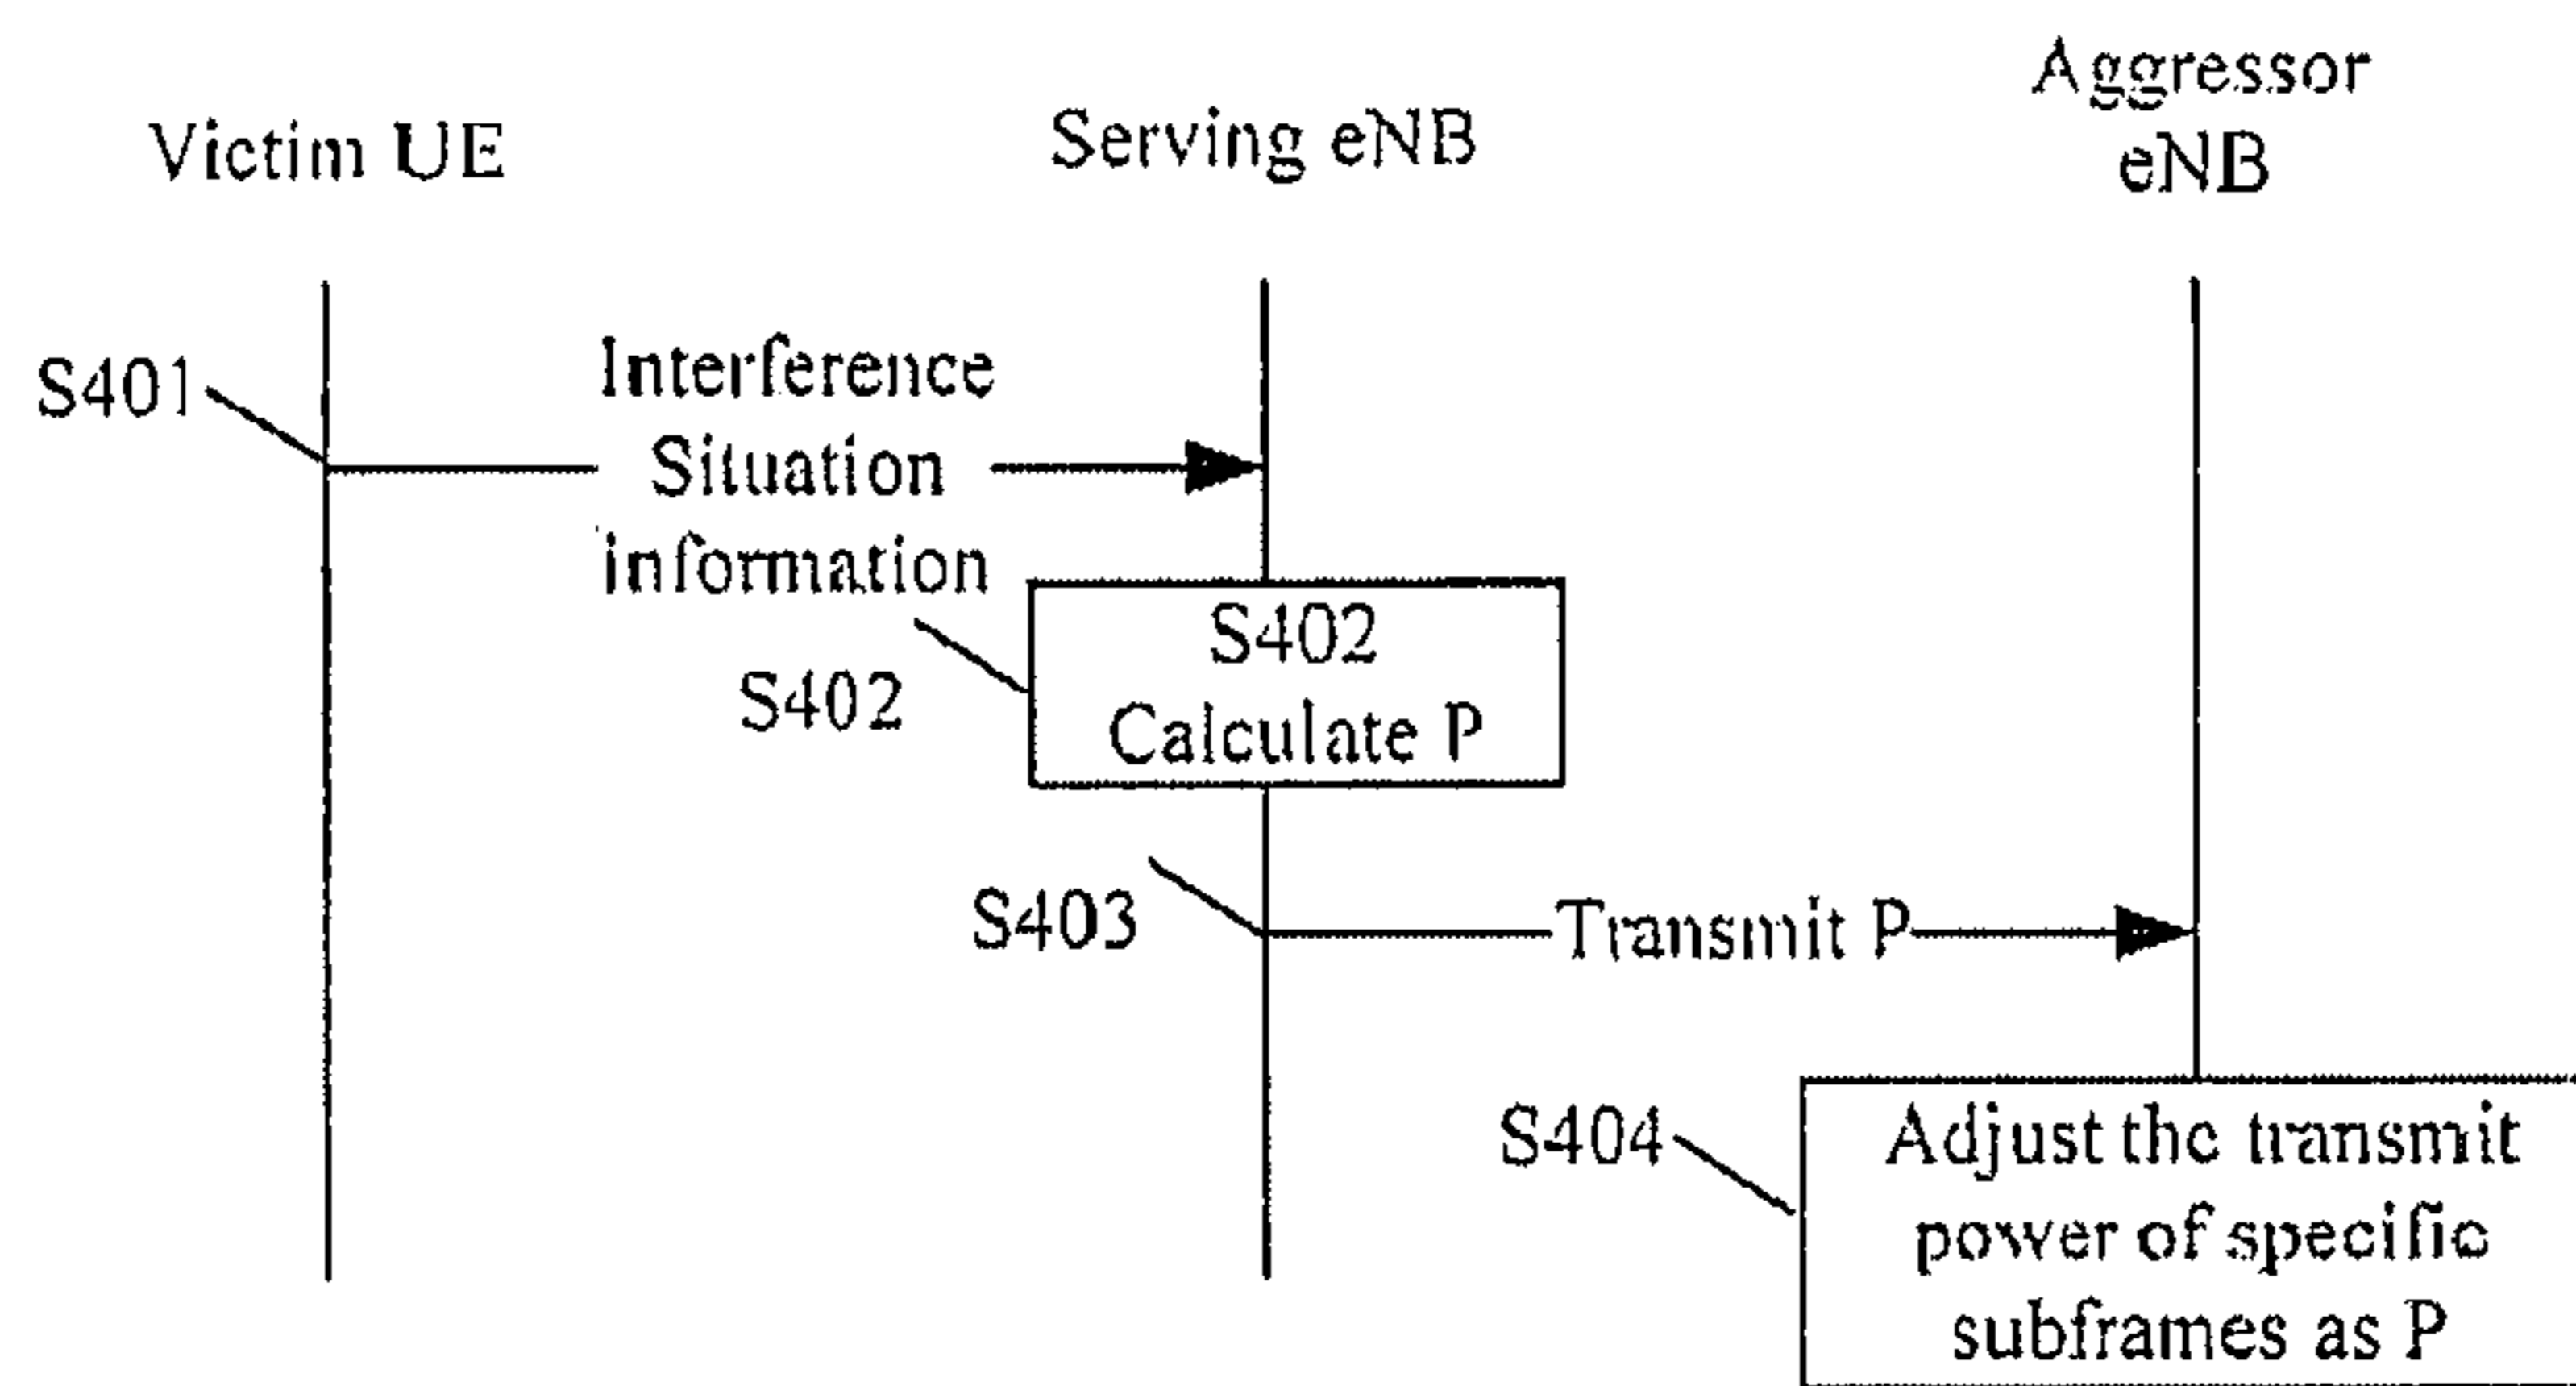 Victim UE
Serving eNB
Aggressor
eNB
S401
Interference
Situation
information
S402
S402
Calculate P
S403
Transmit P
S404
Adjust the transmit
power of specific
subframes as P